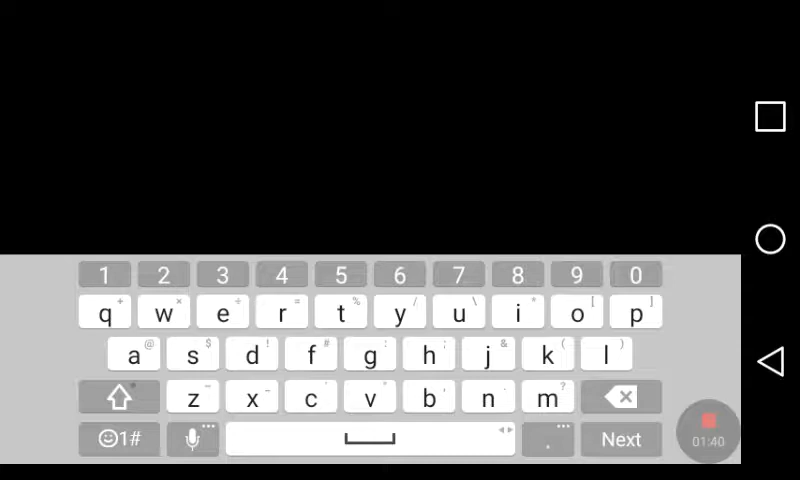 1 2 3 4 5 6 7 8 9 0
q + w × e ÷ r = t % y / u \ i * o [ p ]
a @ s $ d ! f # g : h ; j & k ( l )
z x c v b n m ?
1# . Next
01:40